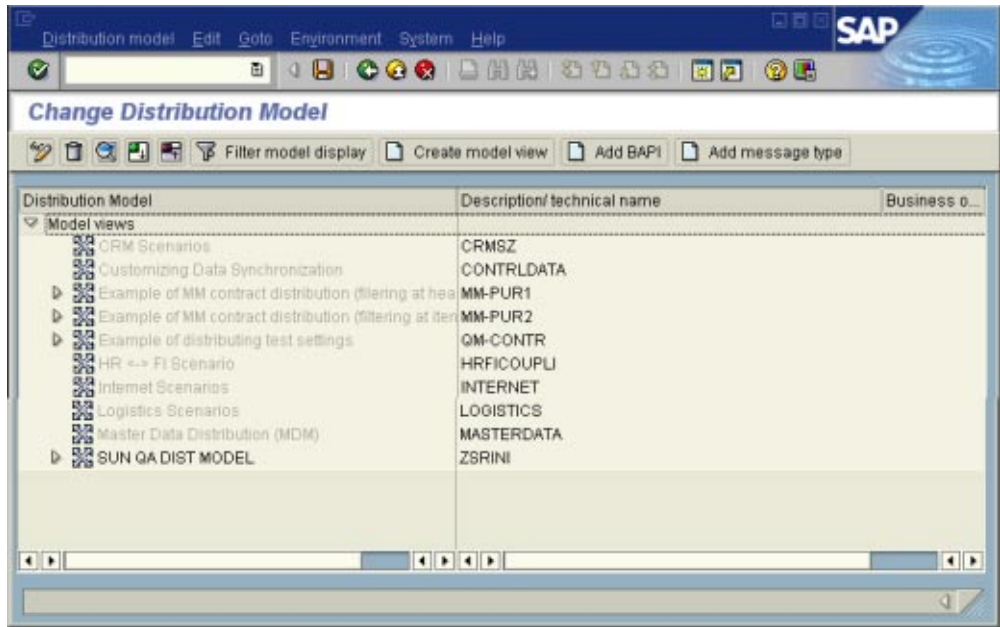 Distribution model Edit Goto Environment System Help
SAP
Change Distribution Model
Filter model display Create model view Add BAPI Add message type
Distribution Model Description/ technical name Business o...
Model views
CRM Scenarios CRMSZ
Customizing Data Synchronization CONTRLDATA
Example of MM contract distribution (filering at hea MM-PUR1
Example of MM contract distribution (filtering at iten MM-PUR2
Example of distributing test settings QM-CONTR
HR <-> FI Scenario HRFICOUPLI
Internet Scenarios INTERNET
Logistics Scenarios LOGISTICS
Master Data Distribution (MDM) MASTERDATA
SUN QA DIST MODEL ZSRINI